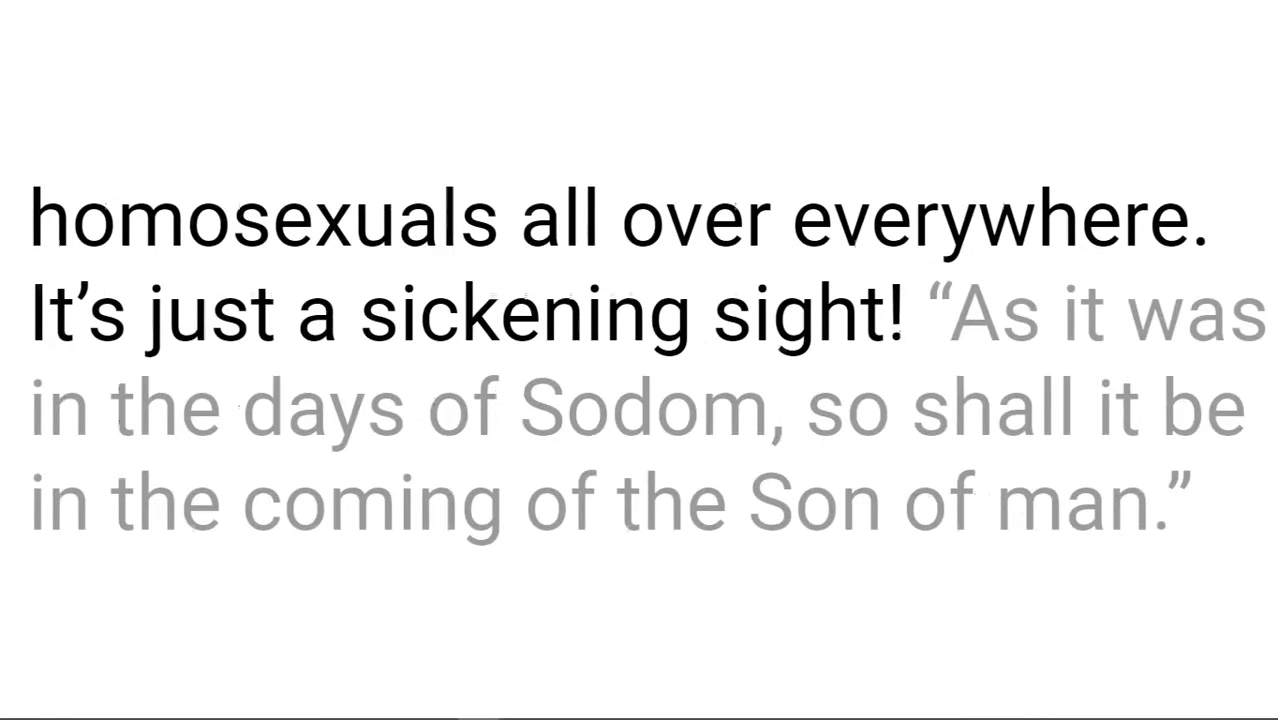 homosexuals all over everywhere.
It’s just a sickening sight! “As it was
in the days of Sodom, so shall it be
in the coming of the Son of man.”